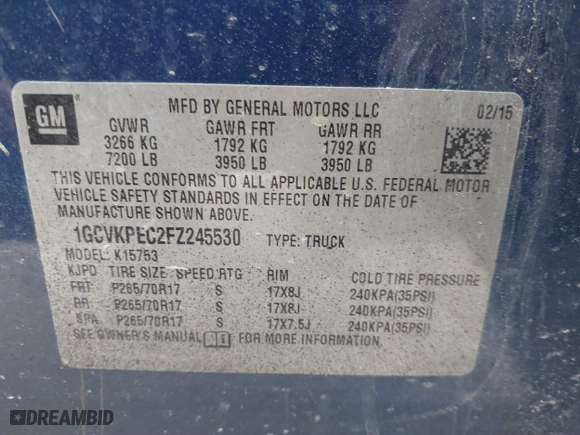 GM
MFD BY GENERAL MOTORS LLC 02/15
GVWR GAWR FRT GAWR RR
3266 KG 1792 KG 1792 KG
7200 LB 3950 LB 3950 LB
THIS VEHICLE CONFORMS TO ALL APPLICABLE U.S. FEDERAL MOTOR
VEHICLE SAFETY STANDARDS IN EFFECT ON THE DATE OF
MANUFACTURE SHOWN ABOVE.
1GCVKPEC2FZ245530 TYPE: TRUCK
MODEL: K15753
KJPD TIRE SIZE SPEED RTG RIM COLD TIRE PRESSURE
FRT P265/70R17 S 17X8J 240KPA(35PSI)
RR P265/70R17 S 17X8J 240KPA(35PSI)
SPA P265/70R17 S 17X7.5J 240KPA(35PSI)
SEE OWNER'S MANUAL FOR MORE INFORMATION.
DREAMBID